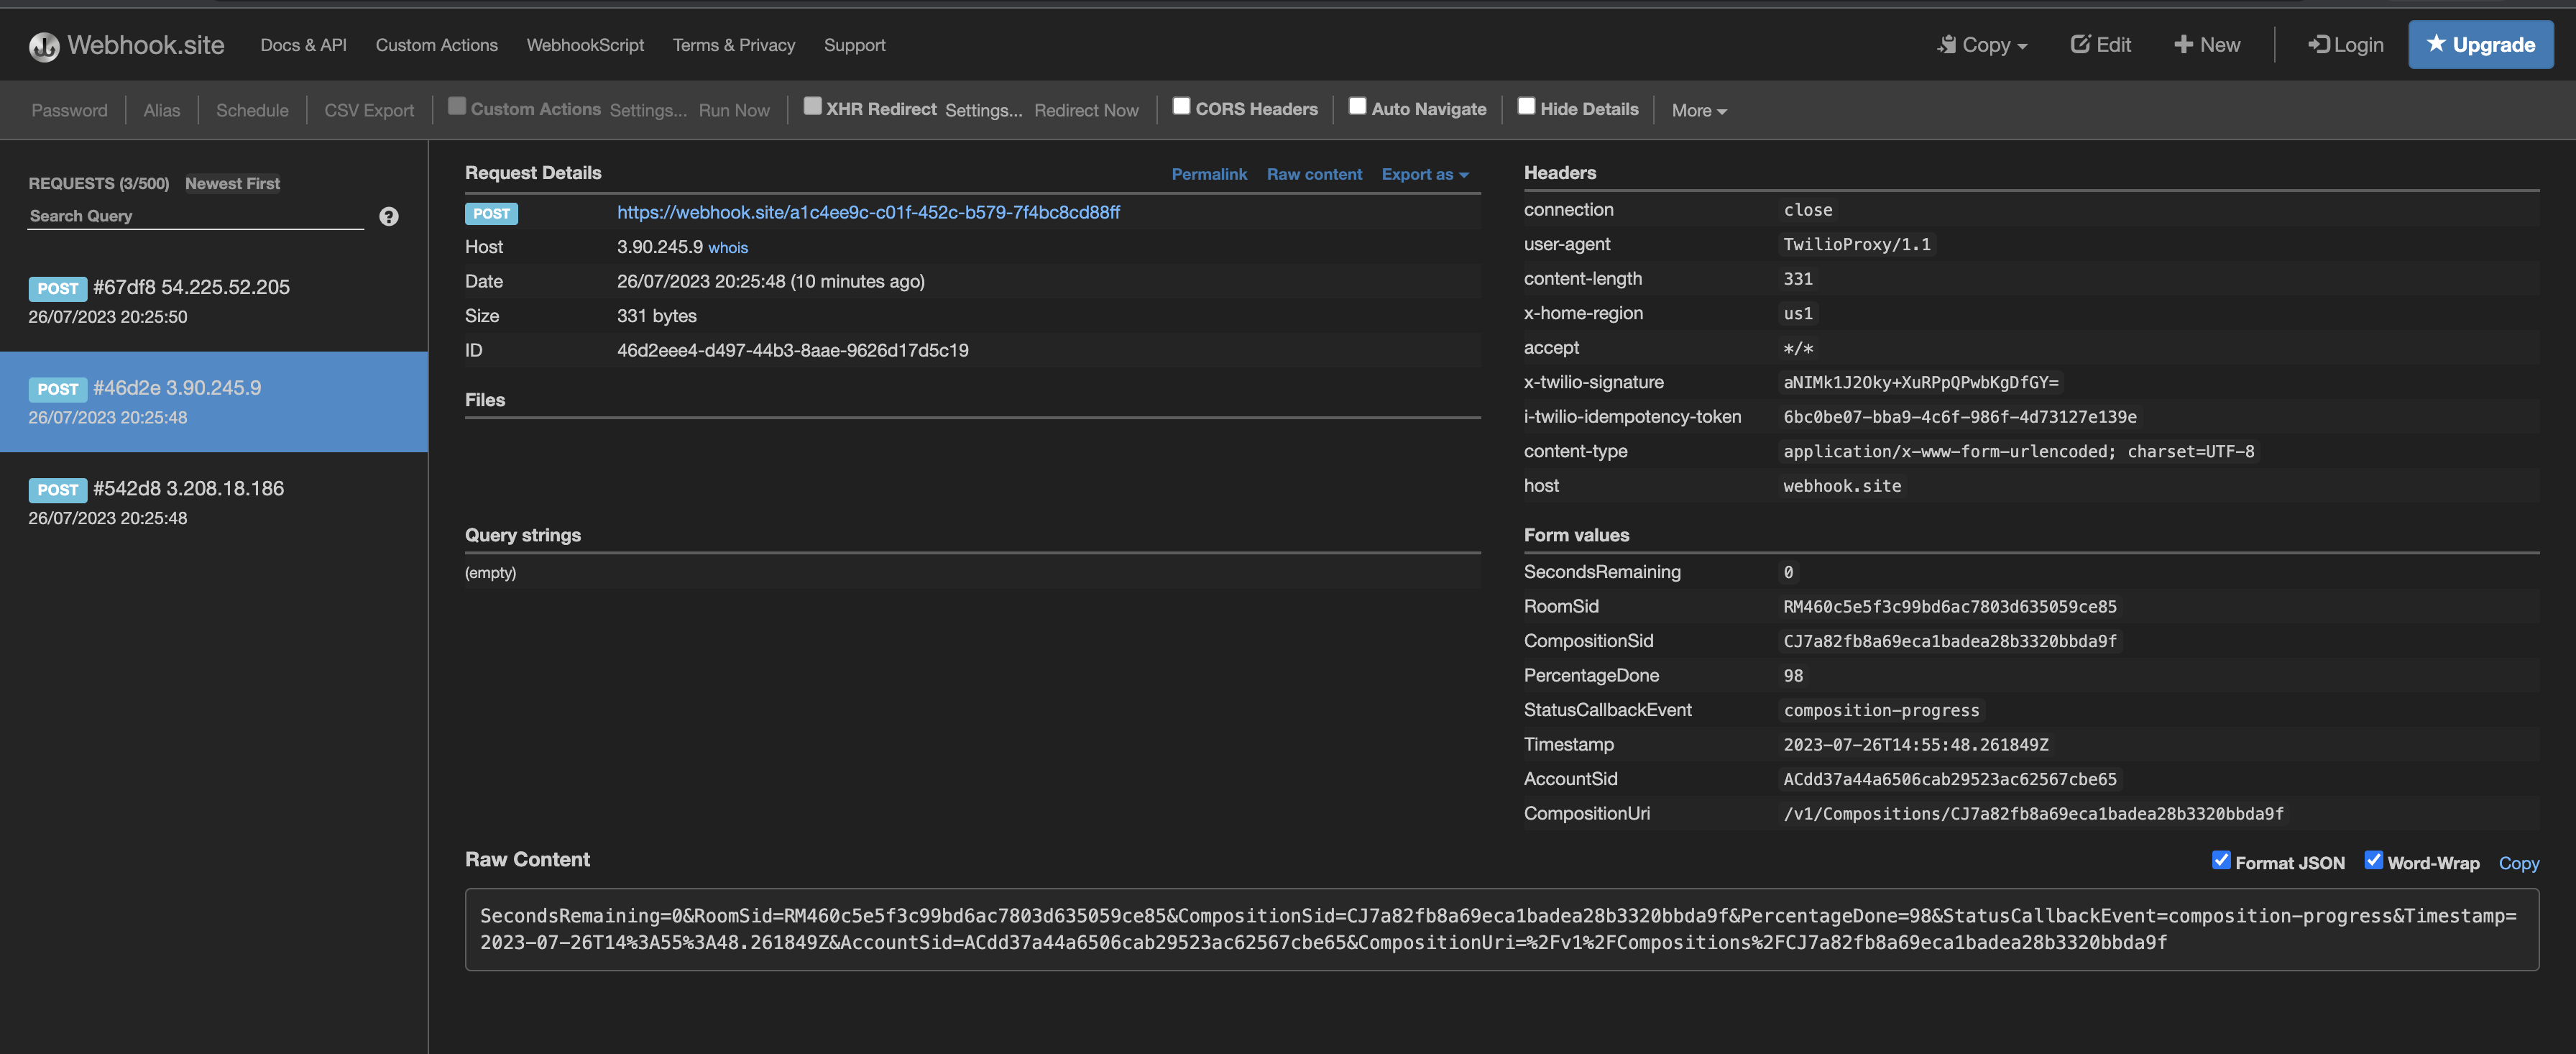 Webhook.site Docs & API Custom Actions WebhookScript Terms & Privacy Support Copy Edit New Login Upgrade
Password Alias Schedule CSV Export Custom Actions Settings... Run Now XHR Redirect Settings... Redirect Now CORS Headers Auto Navigate Hide Details More
REQUESTS (3/500) Newest First
Search Query
POST #67df8 54.225.52.205
26/07/2023 20:25:50
POST #46d2e 3.90.245.9
26/07/2023 20:25:48
POST #542d8 3.208.18.186
26/07/2023 20:25:48
Request Details Permalink Raw content Export as
POST https://webhook.site/a1c4ee9c-c01f-452c-b579-7f4bc8cd88ff
Host 3.90.245.9 whois
Date 26/07/2023 20:25:48 (10 minutes ago)
Size 331 bytes
ID 46d2eee4-d497-44b3-8aae-9626d17d5c19
Files
Query strings
(empty)
Headers
connection close
user-agent TwilioProxy/1.1
content-length 331
x-home-region us1
accept */*
x-twilio-signature aNIMk1J2Oky+XuRPpQPwbKgDfGY=
i-twilio-idempotency-token 6bc0be07-bba9-4c6f-986f-4d73127e139e
content-type application/x-www-form-urlencoded; charset=UTF-8
host webhook.site
Form values
SecondsRemaining 0
RoomSid RM460c5e5f3c99bd6ac7803d635059ce85
CompositionSid CJ7a82fb8a69eca1badea28b3320bbda9f
PercentageDone 98
StatusCallbackEvent composition-progress
Timestamp 2023-07-26T14:55:48.261849Z
AccountSid ACdd37a44a6506cab29523ac62567cbe65
CompositionUri /v1/Compositions/CJ7a82fb8a69eca1badea28b3320bbda9f
Raw Content Format JSON Word-Wrap Copy
SecondsRemaining=0&RoomSid=RM460c5e5f3c99bd6ac7803d635059ce85&CompositionSid=CJ7a82fb8a69eca1badea28b3320bbda9f&PercentageDone=98&StatusCallbackEvent=composition-progress&Timestamp=
2023-07-26T14%3A55%3A48.261849Z&AccountSid=ACdd37a44a6506cab29523ac62567cbe65&CompositionUri=%2Fv1%2FCompositions%2FCJ7a82fb8a69eca1badea28b3320bbda9f